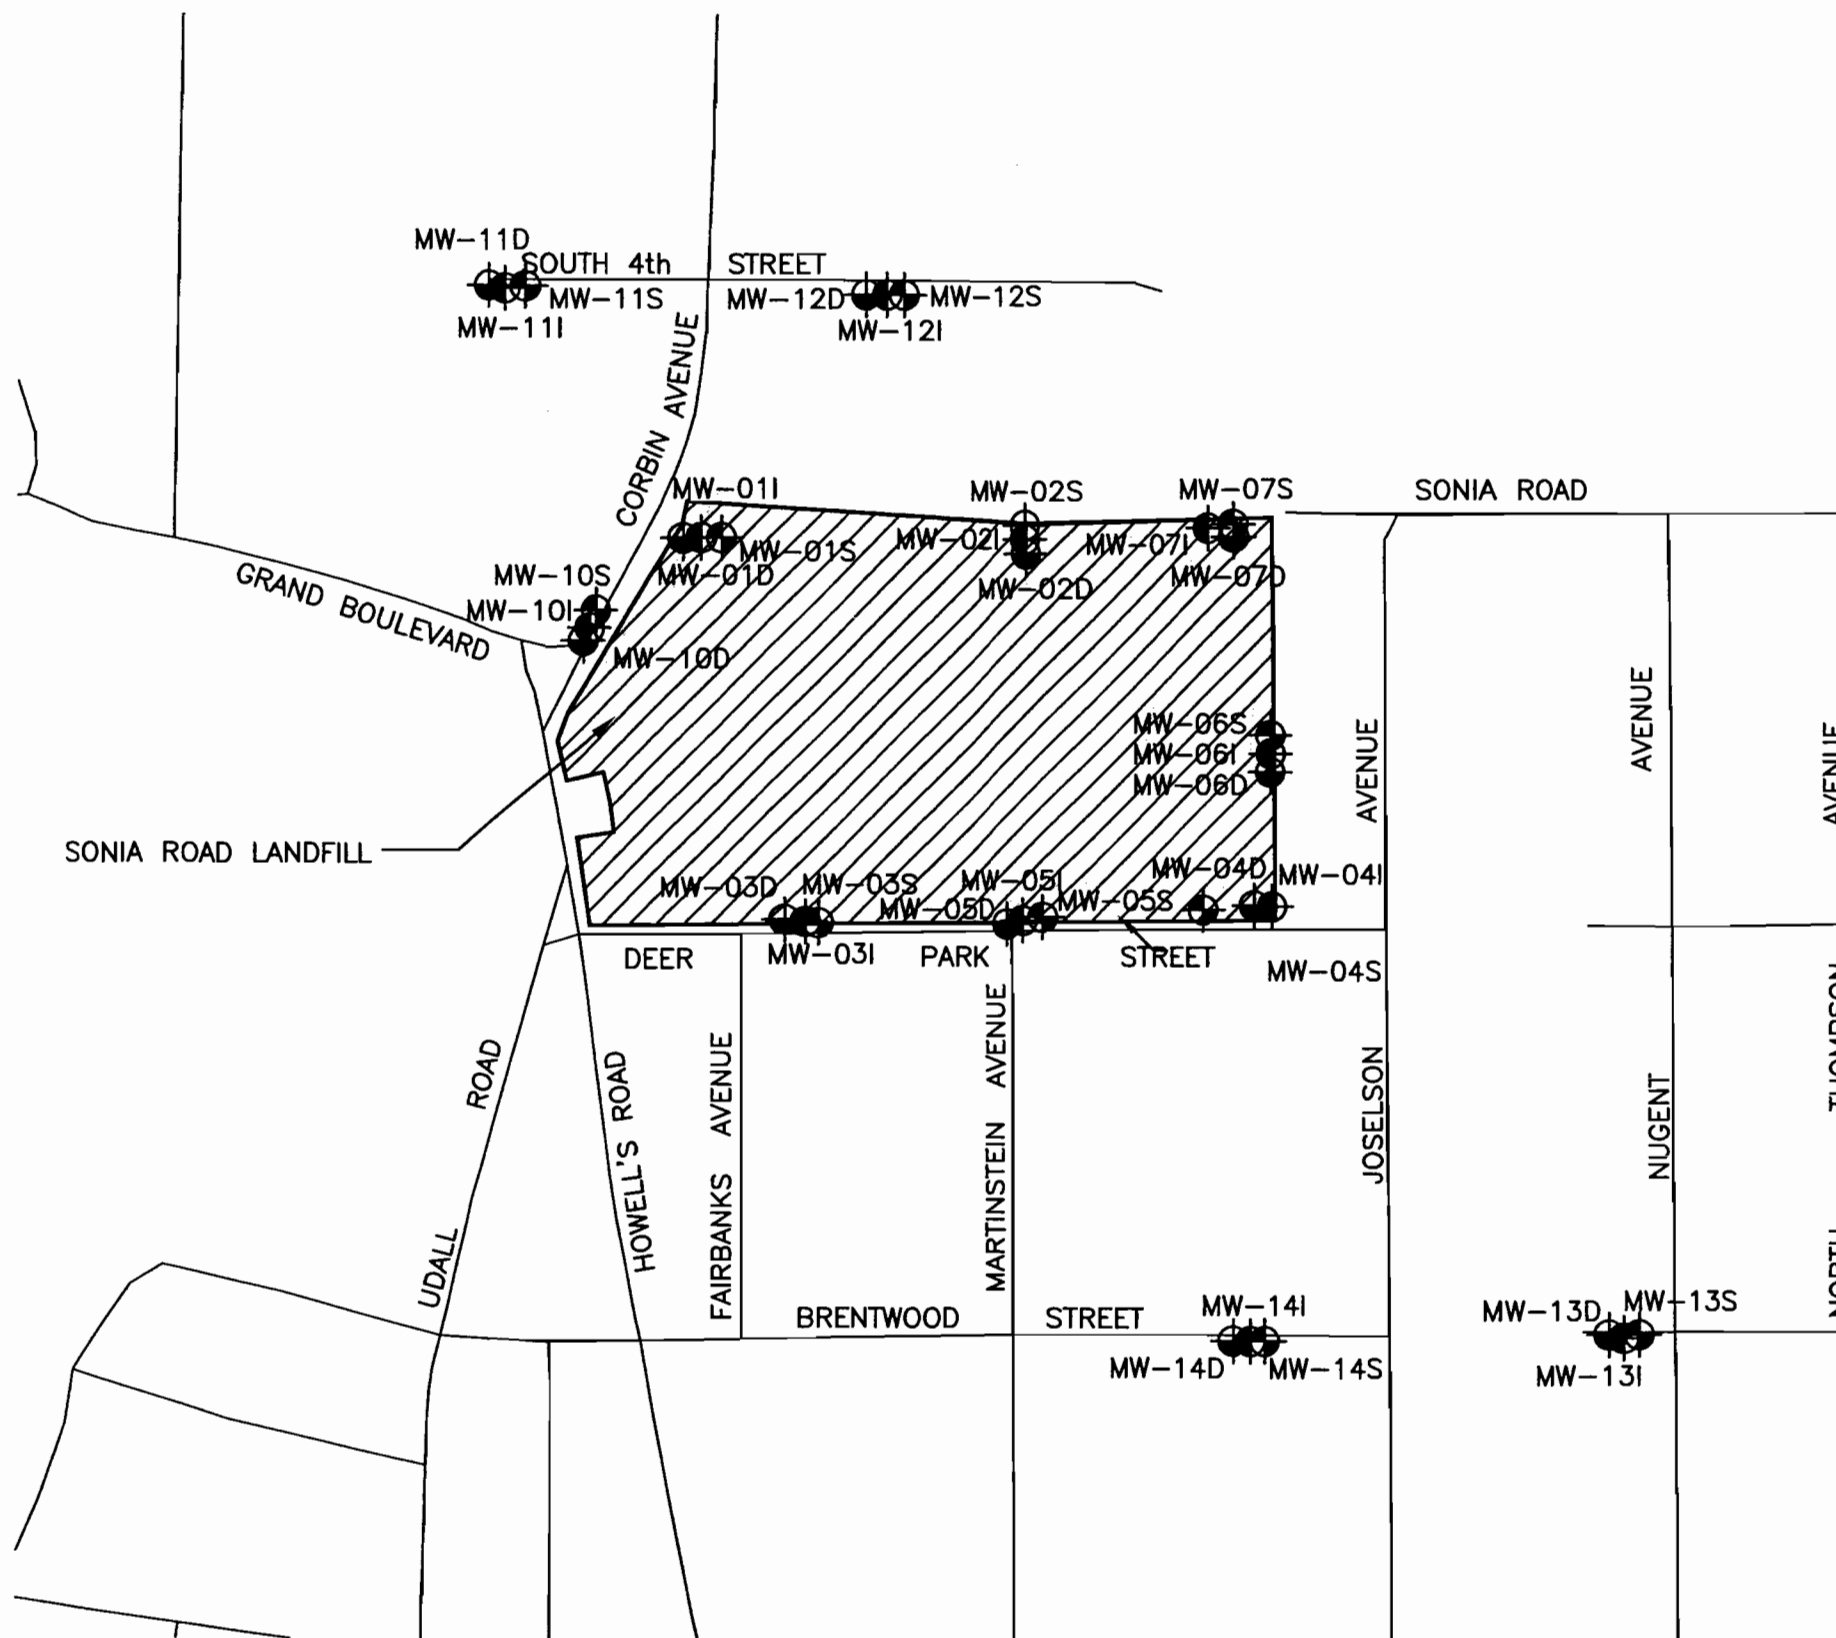 MW-11D
SOUTH 4th STREET
MW-11S
MW-12D
MW-12S
MW-11I
MW-12I
CORBIN AVENUE
MW-01I
MW-02S
MW-07S
SONIA ROAD
MW-02I
MW-07I
MW-01S
MW-10S
MW-01D
MW-02D
MW-07D
GRAND BOULEVARD
MW-10I
MW-10D
MW-06S
MW-06I
MW-06D
AVENUE
AVENUE
AVENUE
SONIA ROAD LANDFILL
MW-03D
MW-03S
MW-05I
MW-04D
MW-04I
MW-05D
MW-05S
DEER PARK STREET
MW-03I
MW-04S
UDALL ROAD
HOWELL'S ROAD
FAIRBANKS AVENUE
MARTINSTEIN AVENUE
JOSELSON
NUGENT
NORTH THOMPSON
BRENTWOOD STREET
MW-14I
MW-13D
MW-13S
MW-14D
MW-14S
MW-13I